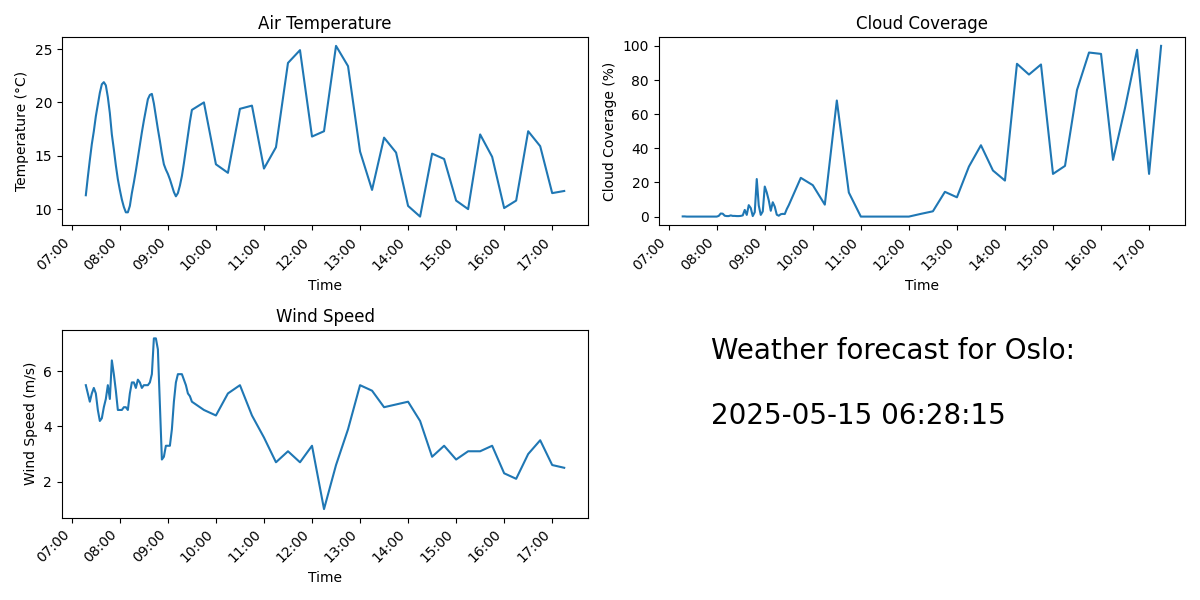 Air Temperature
Temperature (°C)
25
20
15
10
07:00 08:00 09:00 10:00 11:00 12:00 13:00 14:00 15:00 16:00 17:00
Time
Cloud Coverage
Cloud Coverage (%)
100
80
60
40
20
0
07:00 08:00 09:00 10:00 11:00 12:00 13:00 14:00 15:00 16:00 17:00
Time
Wind Speed
Wind Speed (m/s)
6
4
2
07:00 08:00 09:00 10:00 11:00 12:00 13:00 14:00 15:00 16:00 17:00
Time
Weather forecast for Oslo:
2025-05-15 06:28:15